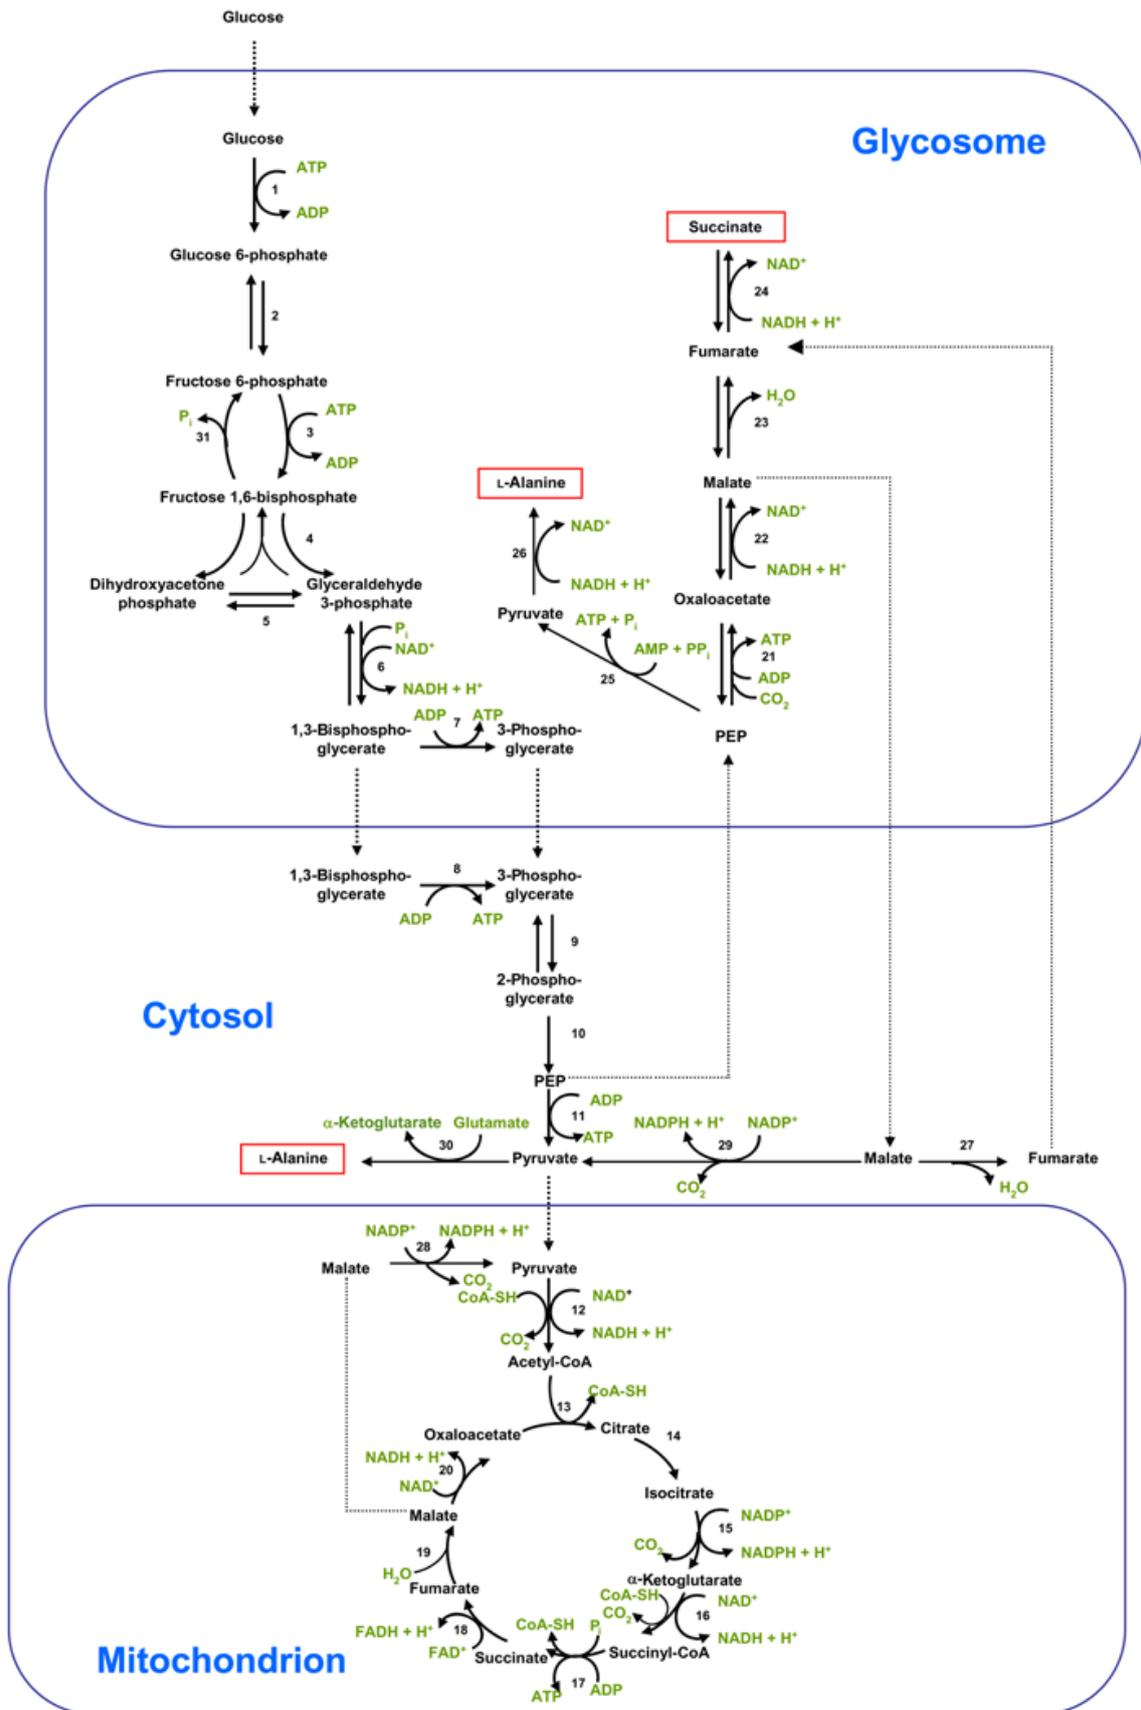 Glucose
Glycosome
Glucose
ATP
1
ADP
Glucose 6-phosphate
2
Fructose 6-phosphate
Pi
31
ATP
3
ADP
Fructose 1,6-bisphosphate
4
Dihydroxyacetone
phosphate
Glyceraldehyde
3-phosphate
5
Pi
NAD+
6
NADH + H+
1,3-Bisphospho-
glycerate
ADP
7
ATP
3-Phospho-
glycerate
Succinate
NAD+
24
NADH + H+
Fumarate
H2O
23
Malate
NAD+
22
NADH + H+
Oxaloacetate
ATP
21
ADP
CO2
PEP
L-Alanine
NAD+
26
NADH + H+
Pyruvate
ATP + Pi
AMP + PPi
25
Cytosol
1,3-Bisphospho-
glycerate
8
ADP
ATP
3-Phospho-
glycerate
9
2-Phospho-
glycerate
10
PEP
ADP
11
ATP
α-Ketoglutarate
Glutamate
30
L-Alanine
Pyruvate
NADPH + H+
NADP+
29
CO2
Malate
27
H2O
Fumarate
Mitochondrion
NADP+
NADPH + H+
28
Malate
CO2
Pyruvate
CoA-SH
NAD+
12
CO2
NADH + H+
Acetyl-CoA
CoA-SH
13
Oxaloacetate
Citrate
14
Isocitrate
NADP+
15
CO2
NADPH + H+
α-Ketoglutarate
CoA-SH
NAD+
CO2
16
NADH + H+
Succinyl-CoA
CoA-SH
Pi
17
ATP
ADP
Succinate
FADH + H+
18
FAD+
Fumarate
19
H2O
Malate
NADH + H+
20
NAD+